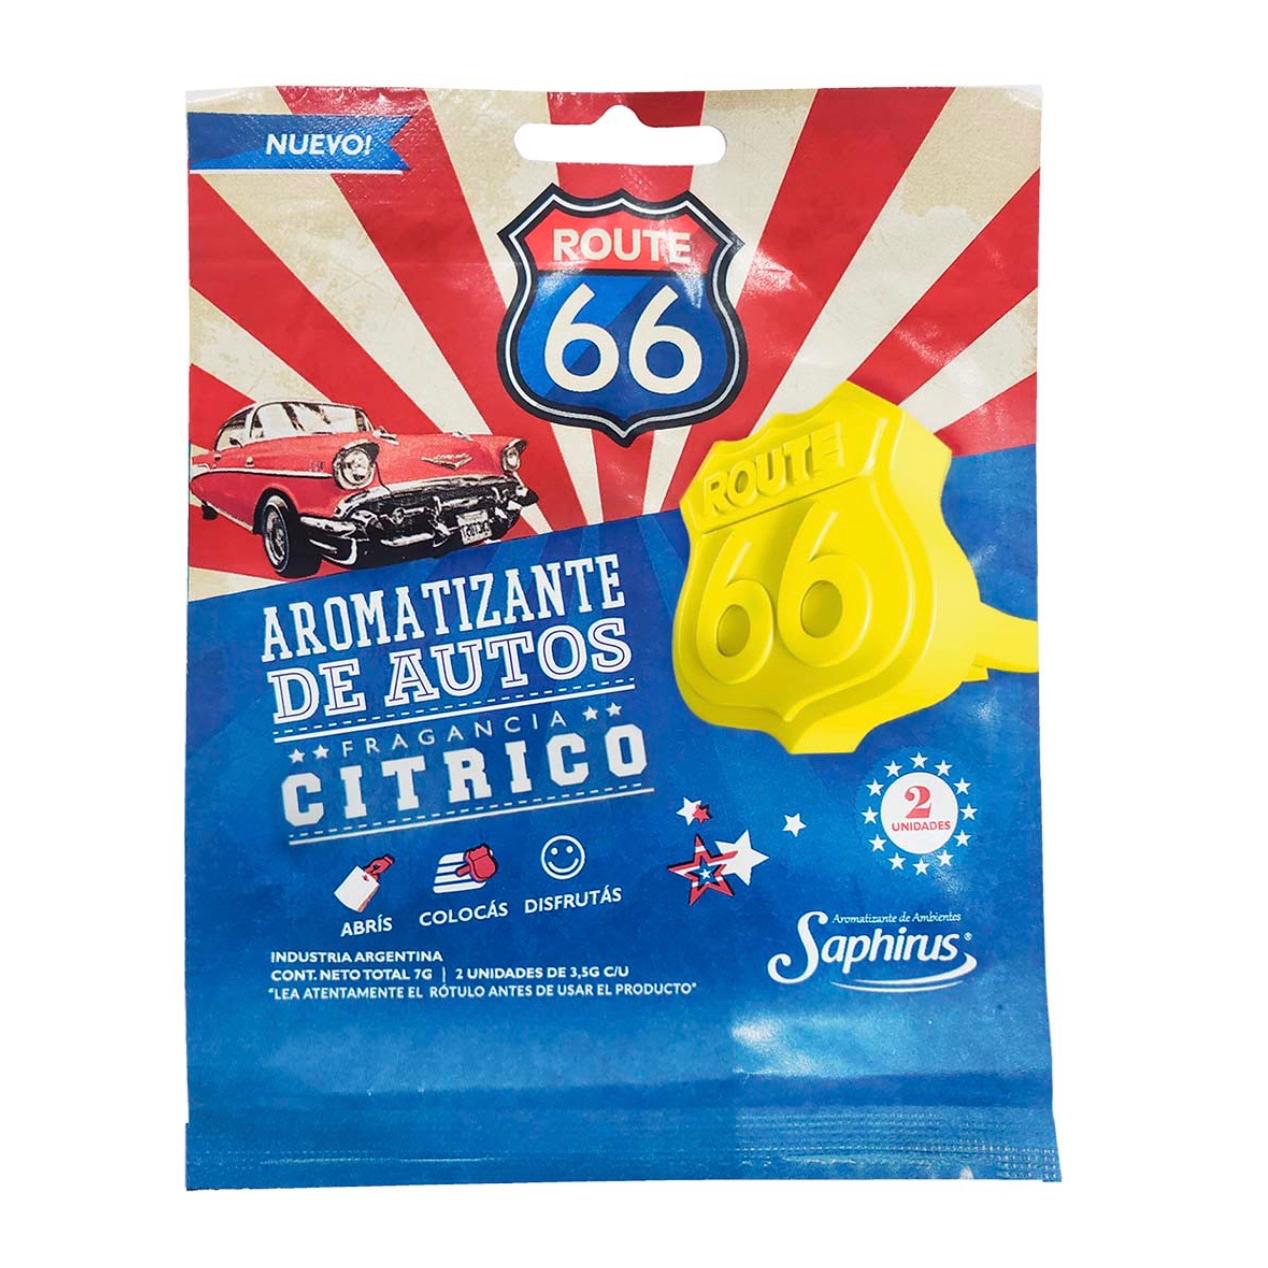 NUEVO!
ROUTE
66
ROUTE
66
AROMATIZANTE
DE AUTOS
FRAGANCIA
CITRICO
2
UNIDADES
ABRÍS
COLOCÁS
DISFRUTÁS
Aromatizante de Ambientes
Saphirus®
INDUSTRIA ARGENTINA
CONT. NETO TOTAL 7G | 2 UNIDADES DE 3,5G C/U
"LEA ATENTAMENTE EL RÓTULO ANTES DE USAR EL PRODUCTO"